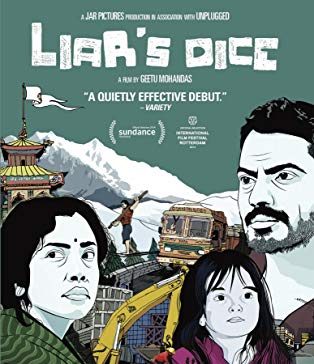 A JAR PICTURES PRODUCTION IN ASSOCIATION WITH UNPLUGGED
LIAR'S DICE
A FILM BY GEETU MOHANDAS
"A QUIETLY EFFECTIVE DEBUT."
– VARIETY
sundance
INTERNATIONAL
FILM FESTIVAL
ROTTERDAM